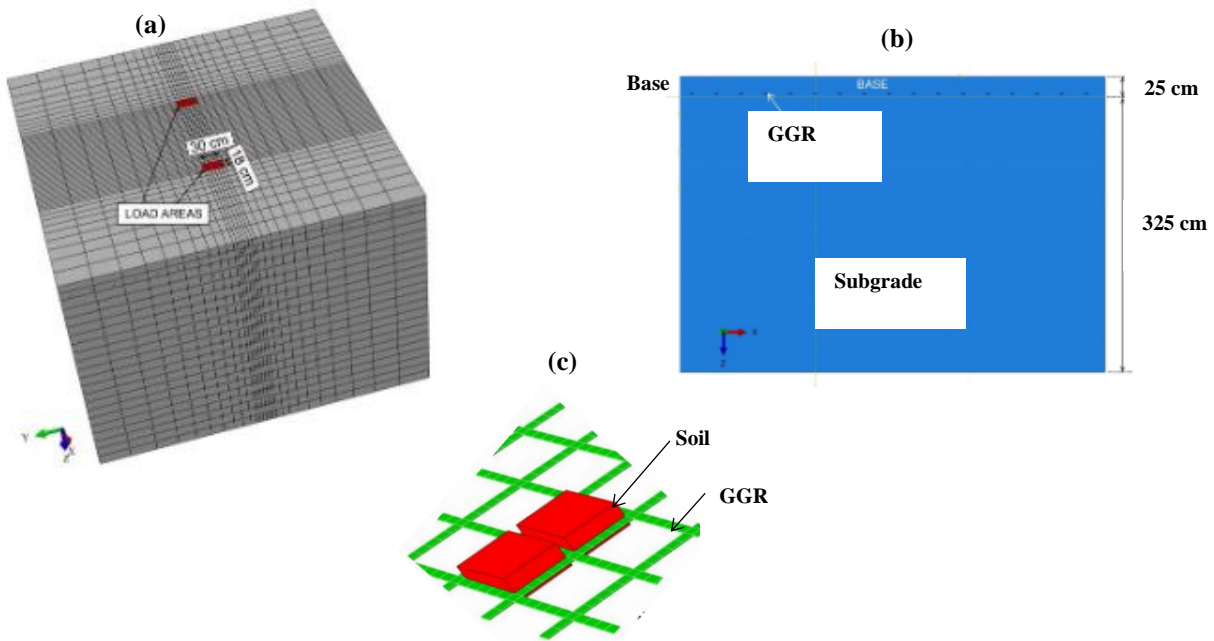 (a)
30 cm
18 cm
LOAD AREAS
Y
X
Z
(b)
Base
BASE
25 cm
GGR
325 cm
Subgrade
X
Z
(c)
Soil
GGR